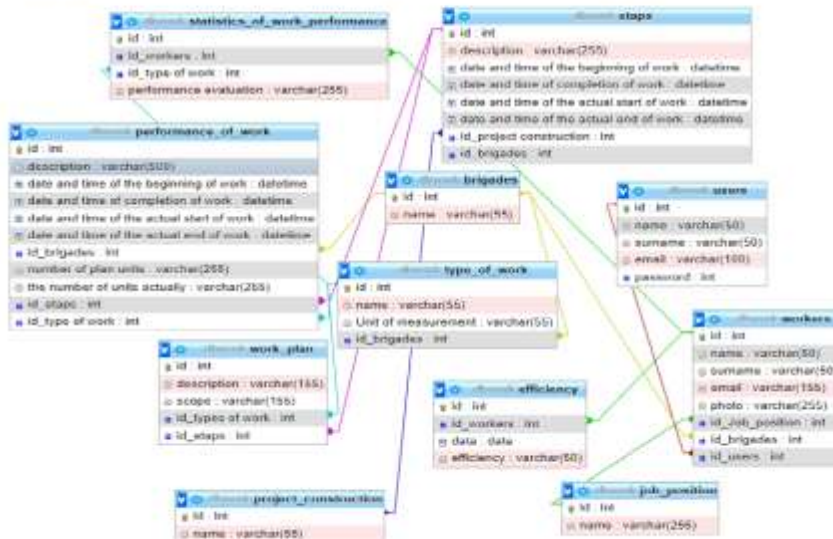 statistics_of_work_performance
id : int
id_workers : int
id_type of work : int
performance evaluation : varchar(255)
etaps
id : int
description : varchar(255)
date and time of the beginning of work : datetime
date and time of completion of work : datetime
date and time of the actual start of work : datetime
date and time of the actual end of work : datetime
id_project construction : int
id_brigades : int
performance_of_work
id : int
description : varchar(500)
date and time of the beginning of work : datetime
date and time of completion of work : datetime
date and time of the actual start of work : datetime
date and time of the actual end of work : datetime
id_brigades : int
number of plan units : varchar(255)
the number of units actually : varchar(255)
id_etaps : int
id_type of work : int
brigades
id : int
name : varchar(55)
users
id : int
name : varchar(50)
surname : varchar(50)
email : varchar(100)
password : int
type_of_work
id : int
name : varchar(55)
Unit of measurement : varchar(55)
id_brigades : int
workers
id : int
name : varchar(50)
surname : varchar(50
email : varchar(155)
photo : varchar(255)
id_Job_position : int
id_brigades : int
id_users : int
work_plan
id : int
description : varchar(155)
scope : varchar(155)
id_types of work : int
id_etaps : int
efficiency
id : int
id_workers : int
data : data
efficiency : varchar(50)
project_construction
id : int
name : varchar(55)
job_position
id : int
name : varchar(255)